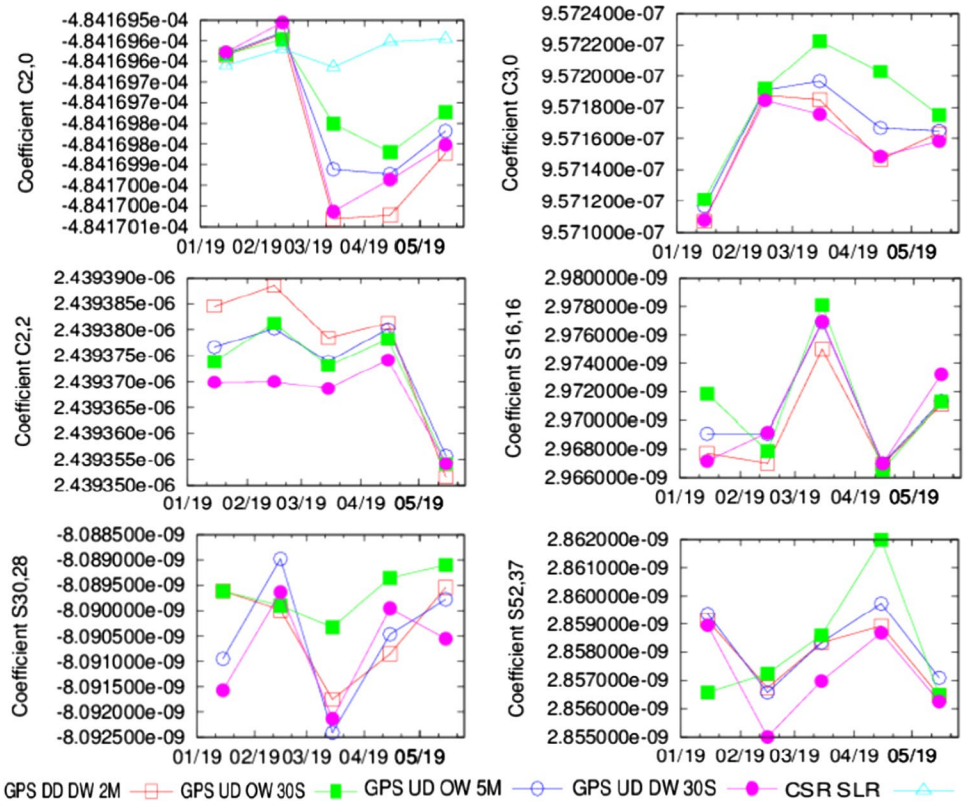 Coefficient C2,0
-4.841695e-04
-4.841696e-04
-4.841696e-04
-4.841697e-04
-4.841697e-04
-4.841698e-04
-4.841698e-04
-4.841699e-04
-4.841700e-04
-4.841700e-04
-4.841701e-04
01/19 02/19 03/19 04/19 05/19
Coefficient C3,0
9.572400e-07
9.572200e-07
9.572000e-07
9.571800e-07
9.571600e-07
9.571400e-07
9.571200e-07
9.571000e-07
01/19 02/19 03/19 04/19 05/19
Coefficient C2,2
2.439390e-06
2.439385e-06
2.439380e-06
2.439375e-06
2.439370e-06
2.439365e-06
2.439360e-06
2.439355e-06
2.439350e-06
01/19 02/19 03/19 04/19 05/19
Coefficient S16,16
2.980000e-09
2.978000e-09
2.976000e-09
2.974000e-09
2.972000e-09
2.970000e-09
2.968000e-09
2.966000e-09
01/19 02/19 03/19 04/19 05/19
Coefficient S30,28
-8.088500e-09
-8.089000e-09
-8.089500e-09
-8.090000e-09
-8.090500e-09
-8.091000e-09
-8.091500e-09
-8.092000e-09
-8.092500e-09
01/19 02/19 03/19 04/19 05/19
Coefficient S52,37
2.862000e-09
2.861000e-09
2.860000e-09
2.859000e-09
2.858000e-09
2.857000e-09
2.856000e-09
2.855000e-09
01/19 02/19 03/19 04/19 05/19
GPS DD DW 2M GPS UD OW 30S GPS UD OW 5M GPS UD DW 30S CSR SLR